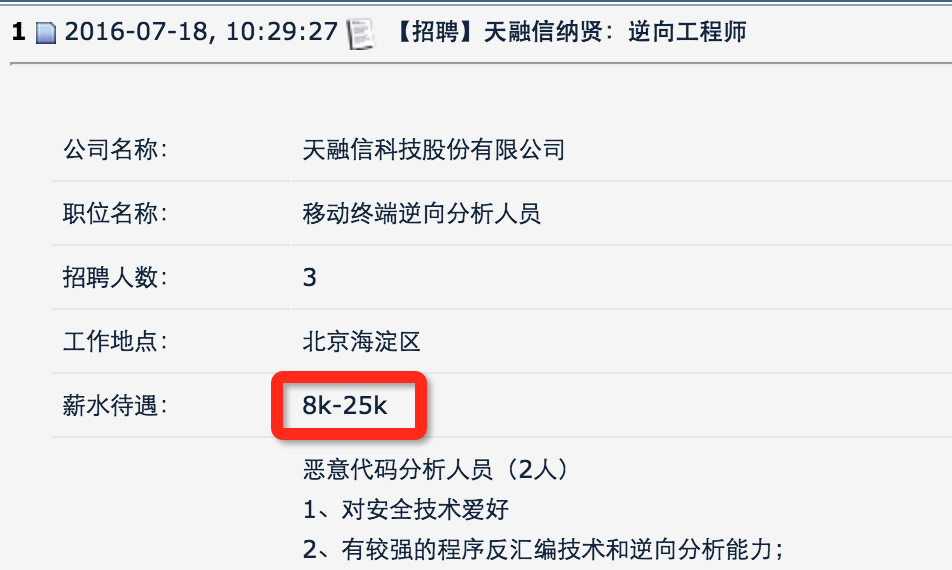 1 2016-07-18, 10:29:27 【招聘】天融信纳贤：逆向工程师
公司名称： 天融信科技股份有限公司
职位名称： 移动终端逆向分析人员
招聘人数： 3
工作地点： 北京海淀区
薪水待遇： 8k-25k
恶意代码分析人员（2人）
1、对安全技术爱好
2、有较强的程序反汇编技术和逆向分析能力；